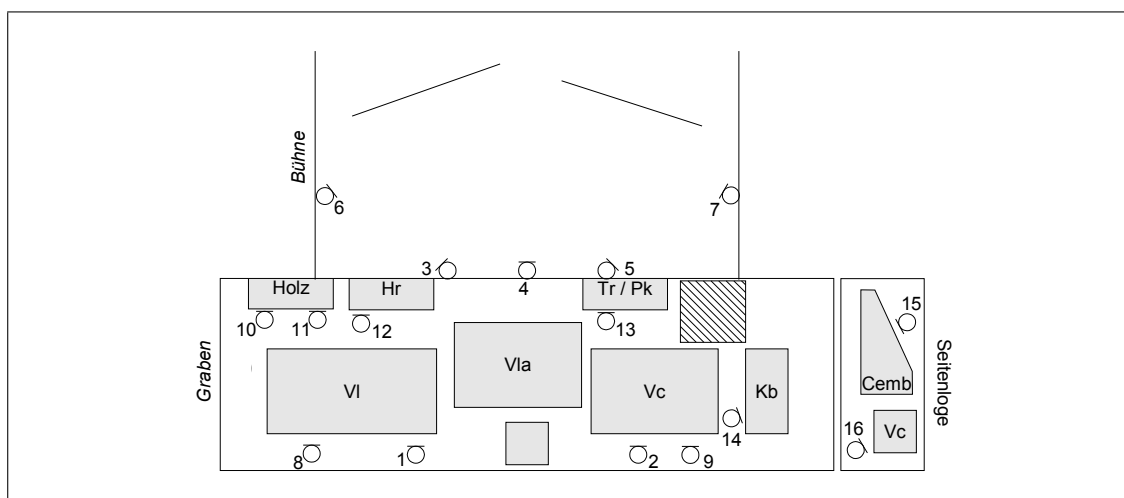 Bühne
6
7
3
4
5
Holz
Hr
Tr / Pk
10
11
12
13
15
Graben
Vl
Vla
Vc
Kb
Cemb
Seitenloge
14
16
Vc
8
1
2
9